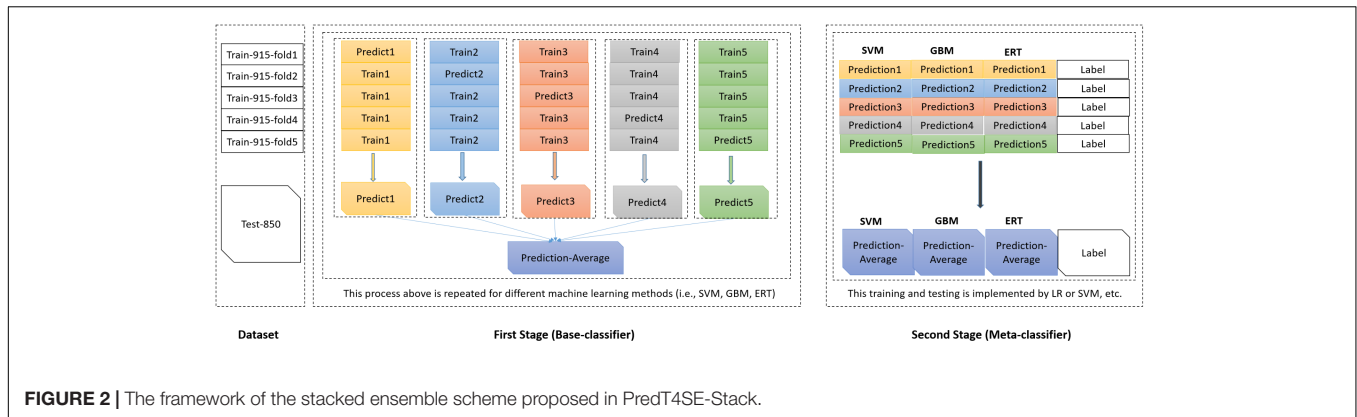 Train-915-fold1
Train-915-fold2
Train-915-fold3
Train-915-fold4
Train-915-fold5
Test-850
Dataset
Predict1
Train1
Train1
Train1
Train1
Predict1
Train2
Predict2
Train2
Train2
Train2
Predict2
Train3
Train3
Predict3
Train3
Train3
Predict3
Train4
Train4
Train4
Predict4
Train4
Predict4
Train5
Train5
Train5
Train5
Predict5
Predict5
Prediction-Average
This process above is repeated for different machine learning methods (i.e., SVM, GBM, ERT)
First Stage (Base-classifier)
SVM GBM ERT
Prediction1 Prediction1 Prediction1 Label
Prediction2 Prediction2 Prediction2 Label
Prediction3 Prediction3 Prediction3 Label
Prediction4 Prediction4 Prediction4 Label
Prediction5 Prediction5 Prediction5 Label
SVM GBM ERT
Prediction-
Average
Prediction-
Average
Prediction-
Average
Label
This training and testing is implemented by LR or SVM, etc.
Second Stage (Meta-classifier)
FIGURE 2 | The framework of the stacked ensemble scheme proposed in PredT4SE-Stack.